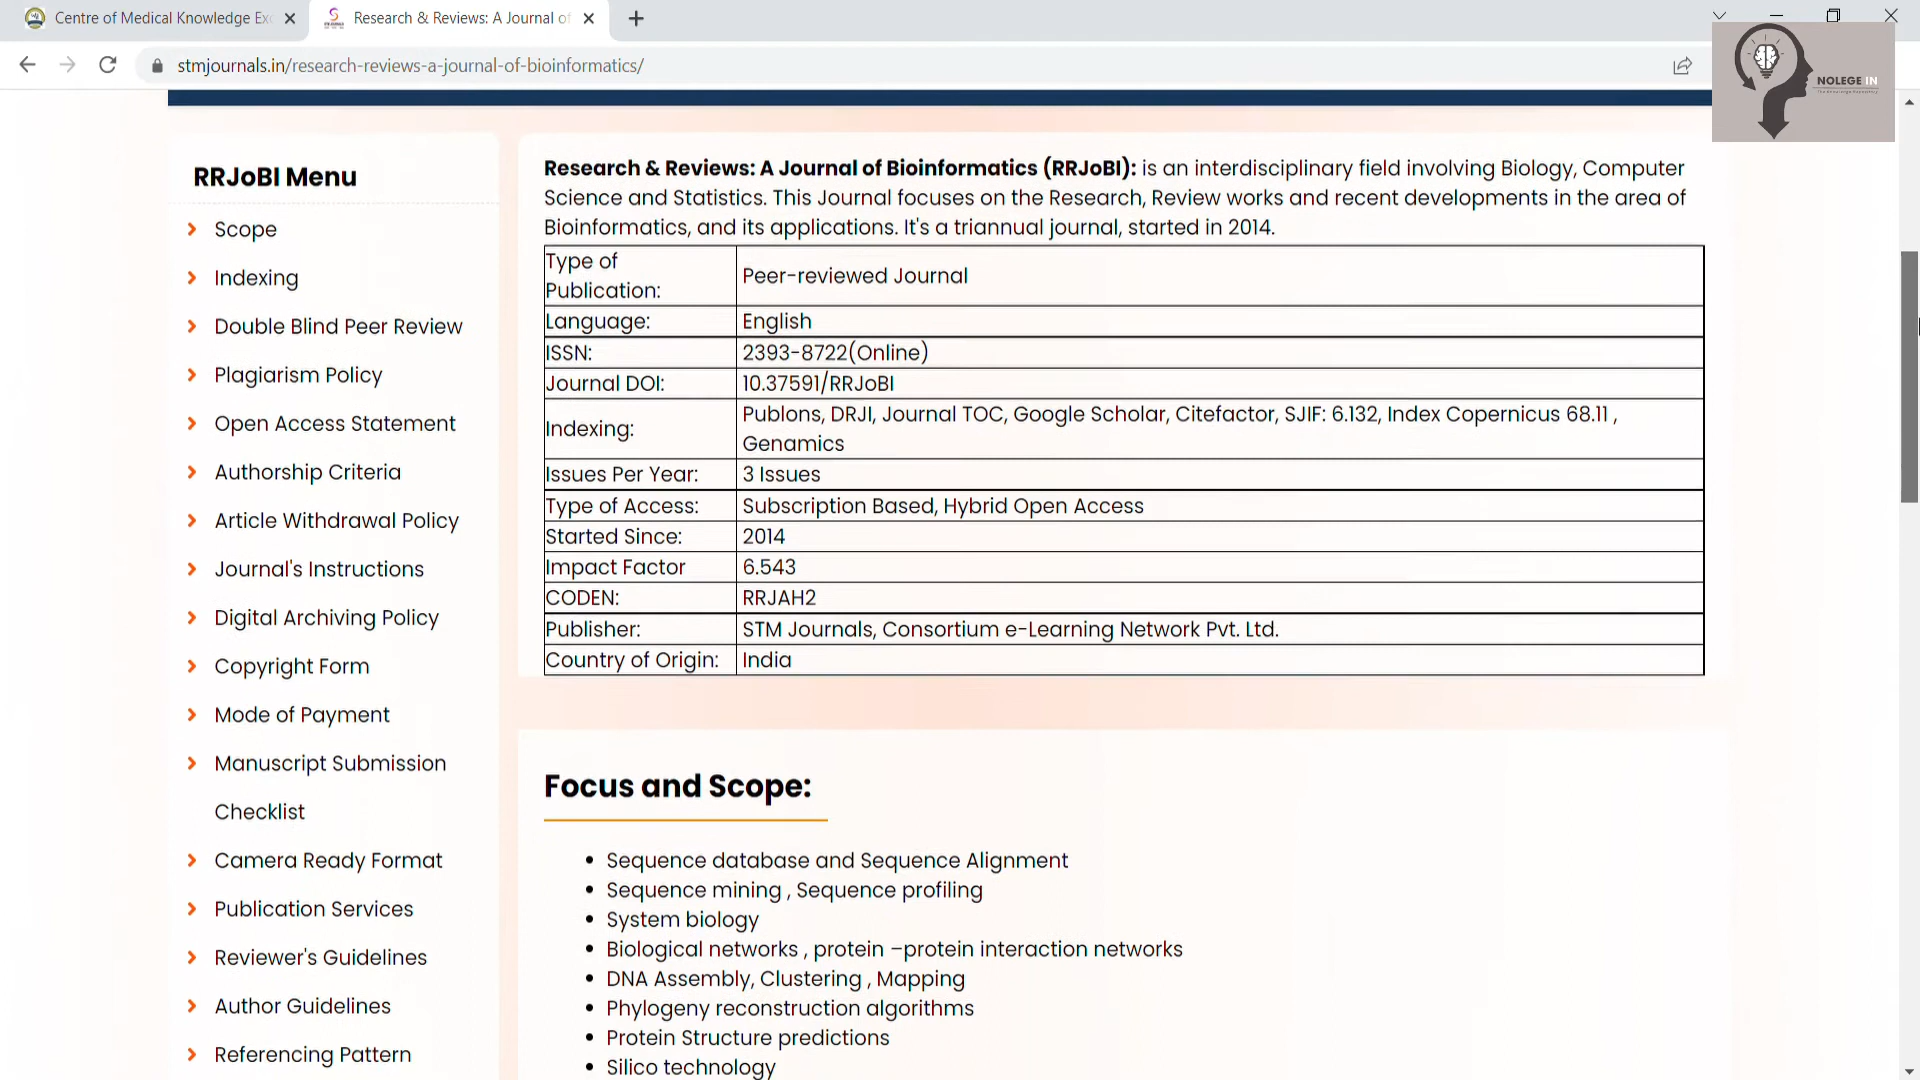 Centre of Medical Knowledge Ex
Research & Reviews: A Journal of
stmjournals.in/research-reviews-a-journal-of-bioinformatics/
NOLEGE IN
RRJoBI Menu
Scope
Indexing
Double Blind Peer Review
Plagiarism Policy
Open Access Statement
Authorship Criteria
Article Withdrawal Policy
Journal's Instructions
Digital Archiving Policy
Copyright Form
Mode of Payment
Manuscript Submission
Checklist
Camera Ready Format
Publication Services
Reviewer's Guidelines
Author Guidelines
Referencing Pattern
Research & Reviews: A Journal of Bioinformatics (RRJoBI): is an interdisciplinary field involving Biology, Computer
Science and Statistics. This Journal focuses on the Research, Review works and recent developments in the area of
Bioinformatics, and its applications. It's a triannual journal, started in 2014.
Type of
Publication:
Peer-reviewed Journal
Language: English
ISSN: 2393-8722(Online)
Journal DOI: 10.37591/RRJoBI
Indexing:
Publons, DRJI, Journal TOC, Google Scholar, Citefactor, SJIF: 6.132, Index Copernicus 68.11 ,
Genamics
Issues Per Year: 3 Issues
Type of Access: Subscription Based, Hybrid Open Access
Started Since: 2014
Impact Factor 6.543
CODEN: RRJAH2
Publisher: STM Journals, Consortium e-Learning Network Pvt. Ltd.
Country of Origin: India
Focus and Scope:
Sequence database and Sequence Alignment
Sequence mining , Sequence profiling
System biology
Biological networks , protein –protein interaction networks
DNA Assembly, Clustering , Mapping
Phylogeny reconstruction algorithms
Protein Structure predictions
Silico technology